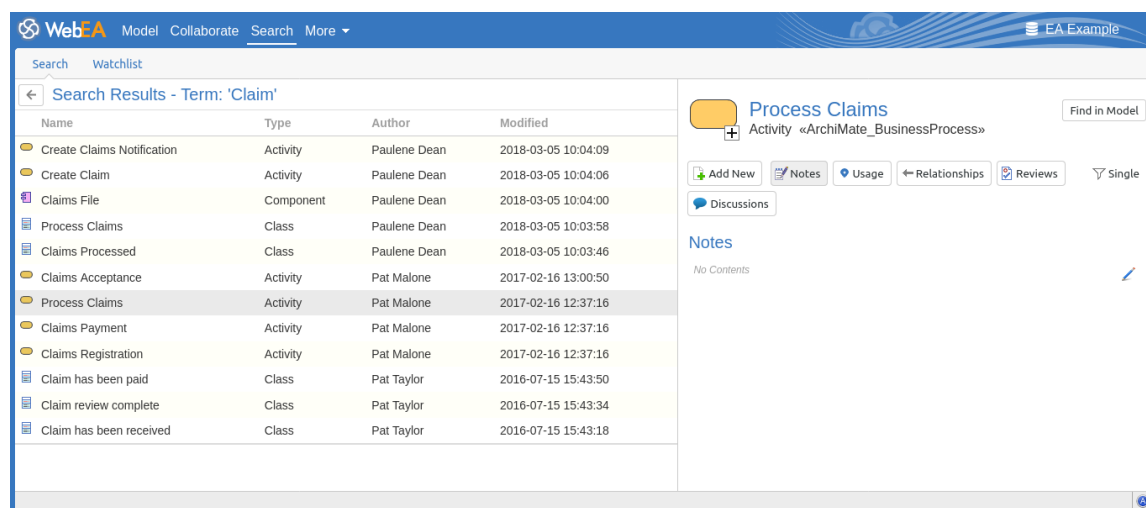 WebEA Model Collaborate Search More EA Example
Search Watchlist
Search Results - Term: 'Claim'
Name Type Author Modified
Create Claims Notification Activity Paulene Dean 2018-03-05 10:04:09
Create Claim Activity Paulene Dean 2018-03-05 10:04:06
Claims File Component Paulene Dean 2018-03-05 10:04:00
Process Claims Class Paulene Dean 2018-03-05 10:03:58
Claims Processed Class Paulene Dean 2018-03-05 10:03:46
Claims Acceptance Activity Pat Malone 2017-02-16 13:00:50
Process Claims Activity Pat Malone 2017-02-16 12:37:16
Claims Payment Activity Pat Malone 2017-02-16 12:37:16
Claims Registration Activity Pat Malone 2017-02-16 12:37:16
Claim has been paid Class Pat Taylor 2016-07-15 15:43:50
Claim review complete Class Pat Taylor 2016-07-15 15:43:34
Claim has been received Class Pat Taylor 2016-07-15 15:43:18
Process Claims
Find in Model
Activity «ArchiMate_BusinessProcess»
Add New Notes Usage Relationships Reviews Single
Discussions
Notes
No Contents